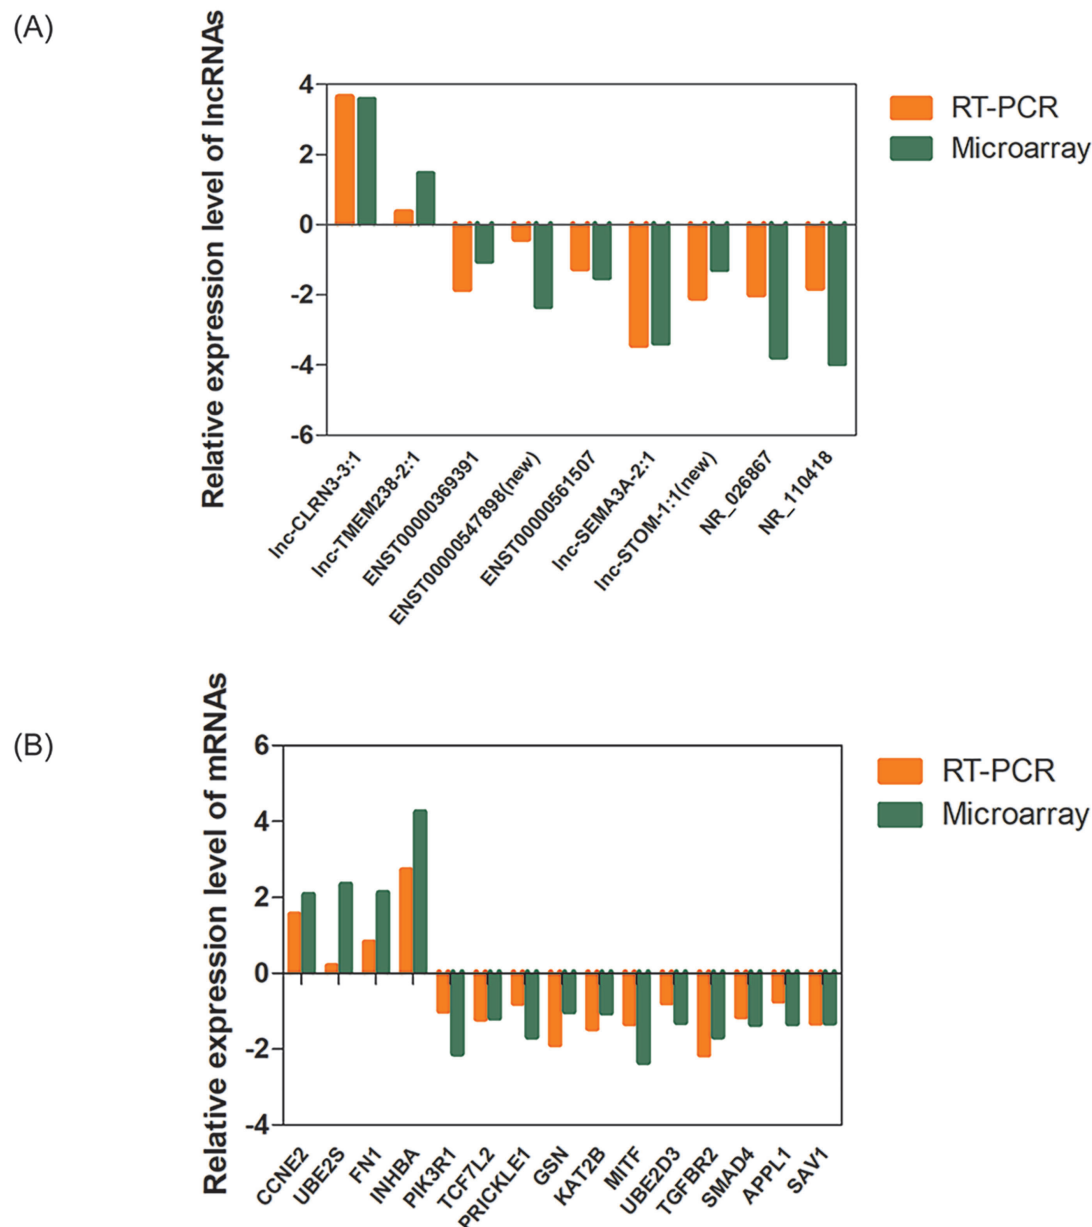 (A)
Relative expression level of lncRNAs
4
2
0
-2
-4
-6
RT-PCR
Microarray
lnc-CLRN3-3:1
lnc-TMEM238-2:1
ENST00000369391
ENST00000547898(new)
ENST00000561507
lnc-SEMA3A-2:1
lnc-STOM-1:1(new)
NR_026867
NR_110418
(B)
Relative expression level of mRNAs
6
4
2
0
-2
-4
RT-PCR
Microarray
CCNE2
UBE2S
FN1
INHBA
PIK3R1
TCF7L2
PRICKLE1
GSN
KAT2B
MITF
UBE2D3
TGFBR2
SMAD4
APPL1
SAV1